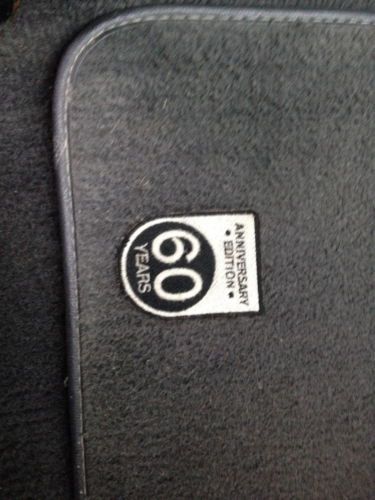 ANNIVERSARY
• EDITION •
60
YEARS